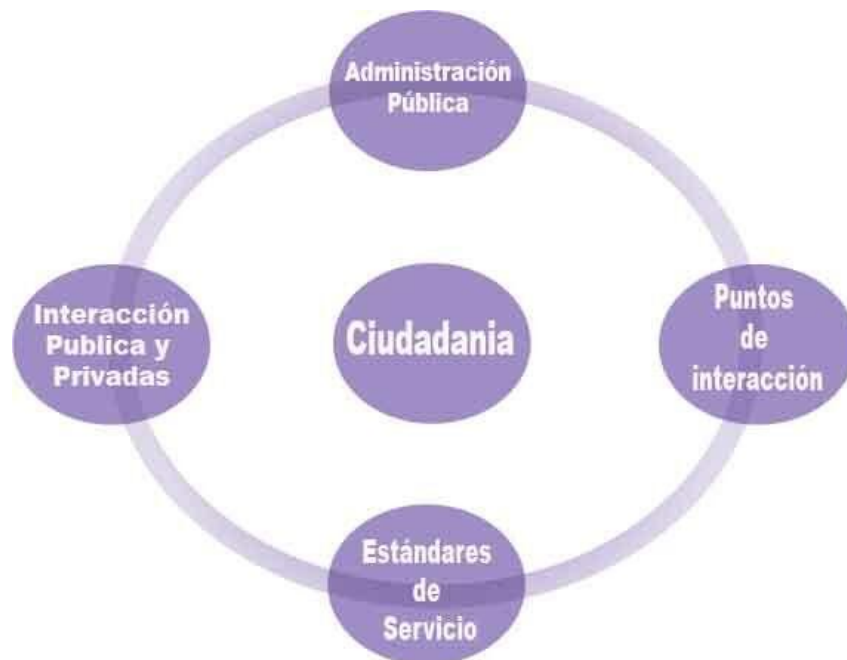 Administración
Pública
Interacción
Publica y
Privadas
Ciudadania
Puntos
de
interacción
Estándares
de
Servicio